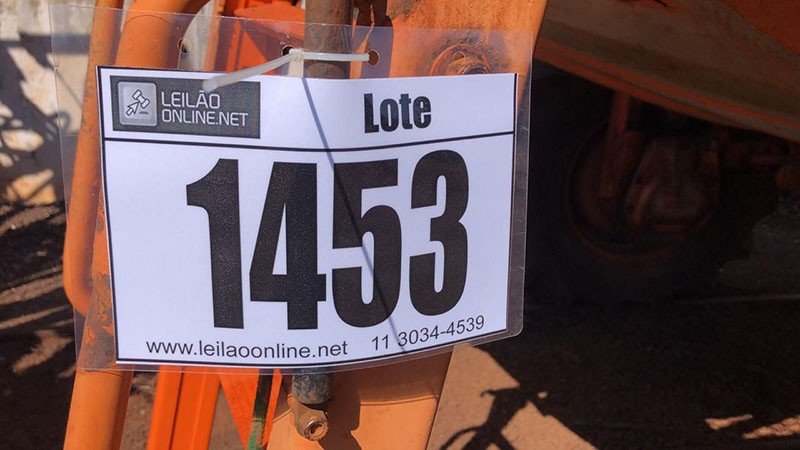 LEILÃO
ONLINE.NET
Lote
1453
www.leilaoonline.net 11 3034-4539